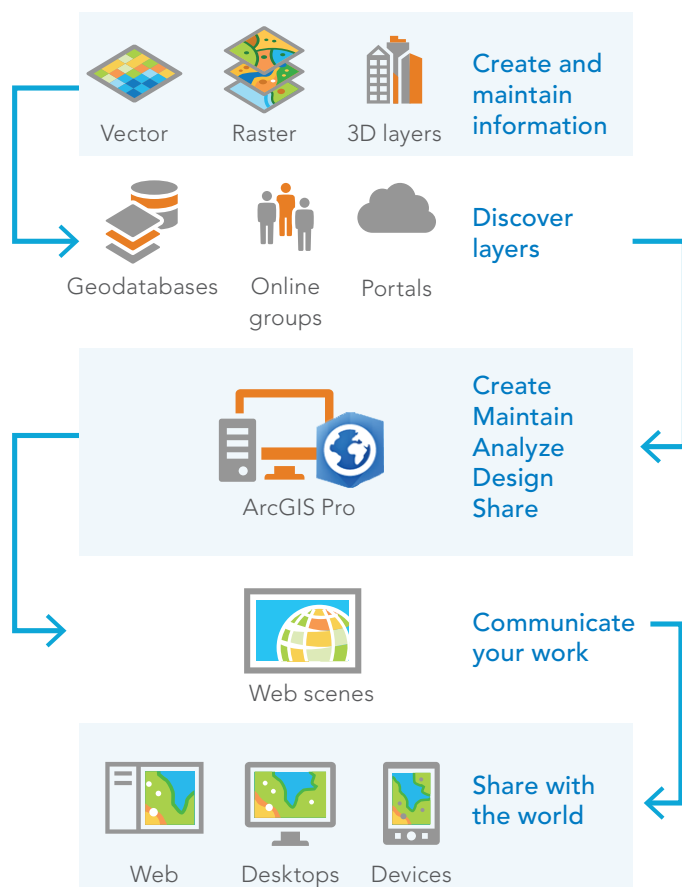 Vector
Raster
3D layers
Create and
maintain
information
Geodatabases
Online
groups
Portals
Discover
layers
ArcGIS Pro
Create
Maintain
Analyze
Design
Share
Web scenes
Communicate
your work
Web
Desktops
Devices
Share with
the world